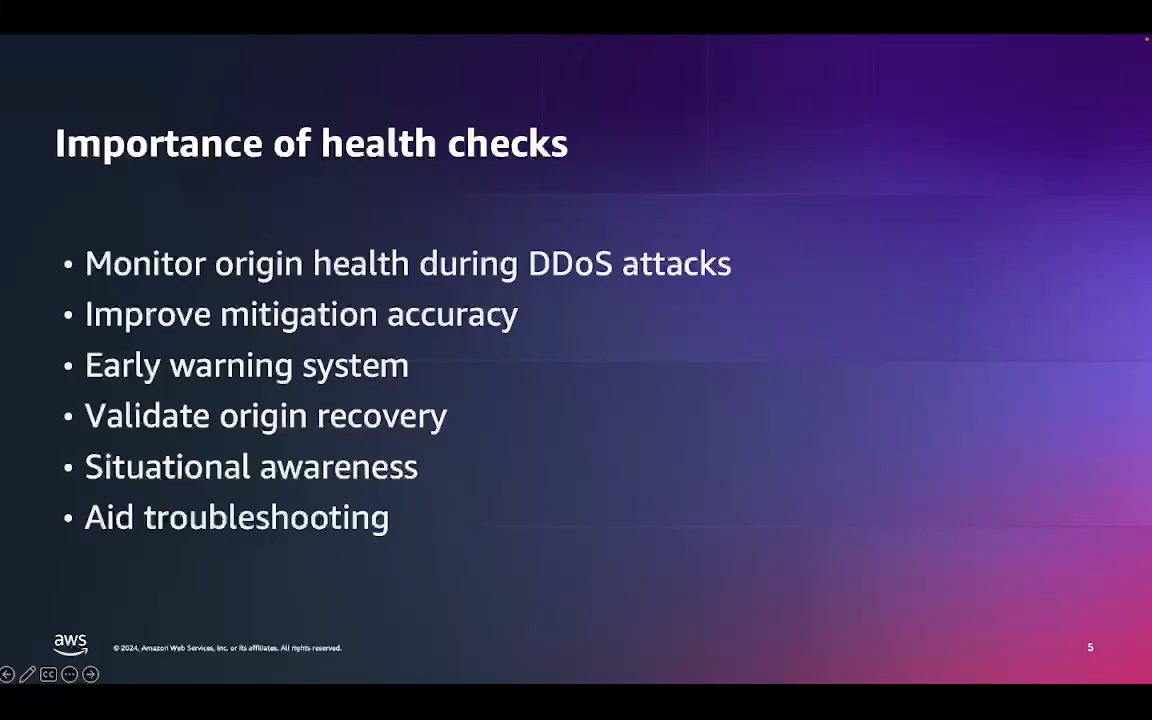 Importance of health checks
• Monitor origin health during DDoS attacks
• Improve mitigation accuracy
• Early warning system
• Validate origin recovery
• Situational awareness
• Aid troubleshooting
aws
© 2024, Amazon Web Services, Inc. or its affiliates. All rights reserved.
5
CC